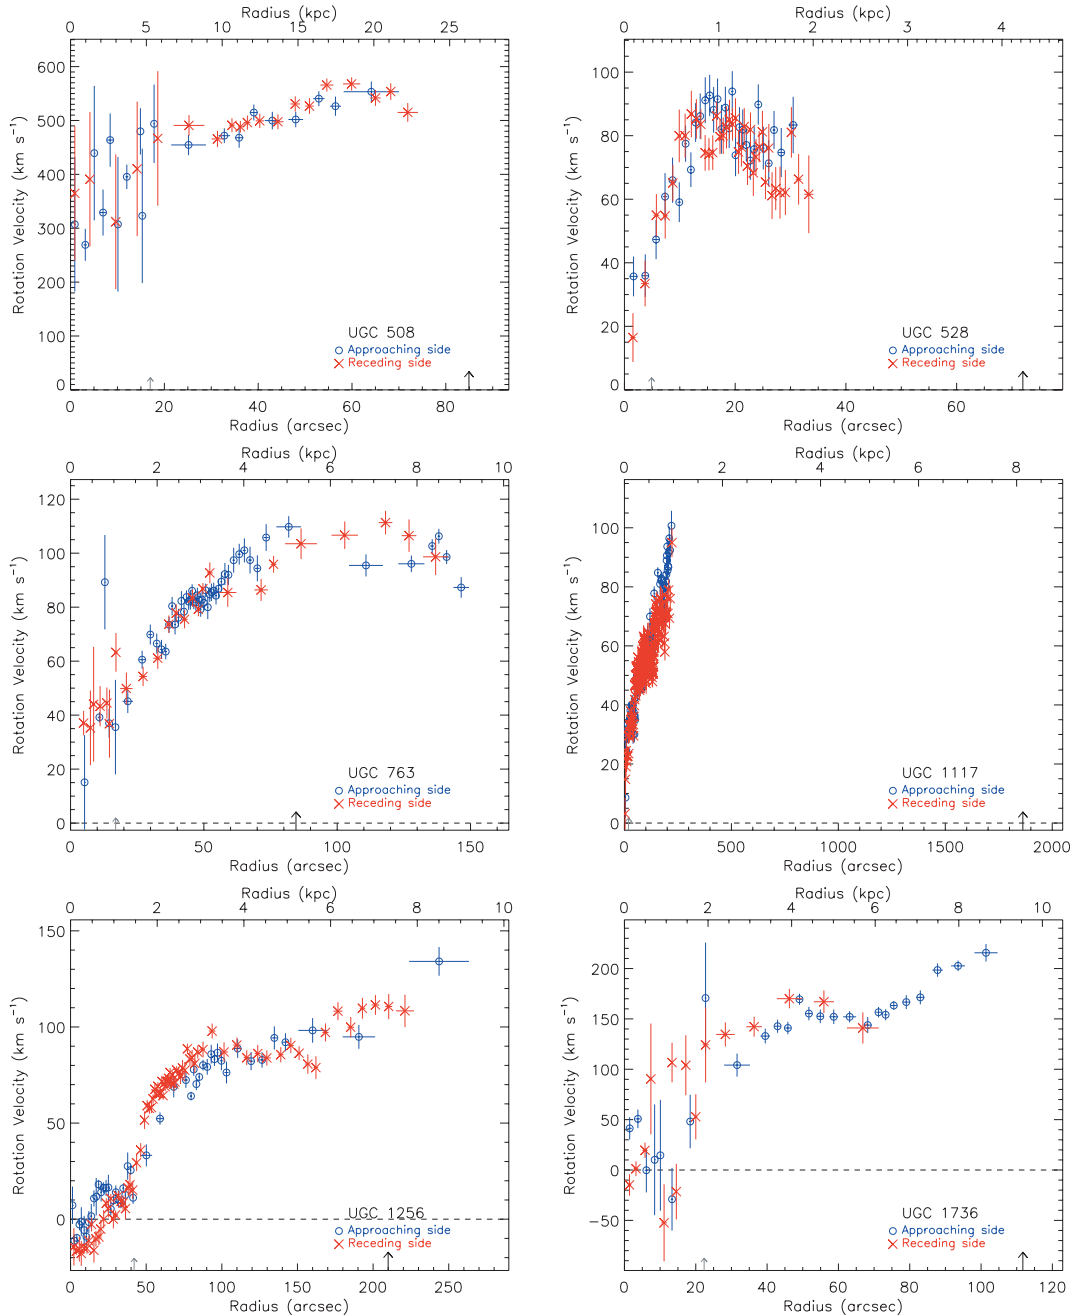 Radius (kpc)
0 5 10 15 20 25
Rotation Velocity (km s⁻¹)
600
500
400
300
200
100
0
UGC 508
Approaching side
Receding side
0 20 40 60 80
Radius (arcsec)
Radius (kpc)
0 1 2 3 4
Rotation Velocity (km s⁻¹)
100
80
60
40
20
0
UGC 528
Approaching side
Receding side
0 20 40 60
Radius (arcsec)
Radius (kpc)
0 2 4 6 8 10
Rotation Velocity (km s⁻¹)
120
100
80
60
40
20
0
UGC 763
Approaching side
Receding side
0 50 100 150
Radius (arcsec)
Radius (kpc)
0 2 4 6 8
Rotation Velocity (km s⁻¹)
100
80
60
40
20
0
UGC 1117
Approaching side
Receding side
0 500 1000 1500 2000
Radius (arcsec)
Radius (kpc)
0 2 4 6 8 10
Rotation Velocity (km s⁻¹)
150
100
50
0
UGC 1256
Approaching side
Receding side
0 50 100 150 200 250
Radius (arcsec)
Radius (kpc)
0 2 4 6 8 10
Rotation Velocity (km s⁻¹)
200
150
100
50
0
−50
UGC 1736
Approaching side
Receding side
0 20 40 60 80 100 120
Radius (arcsec)